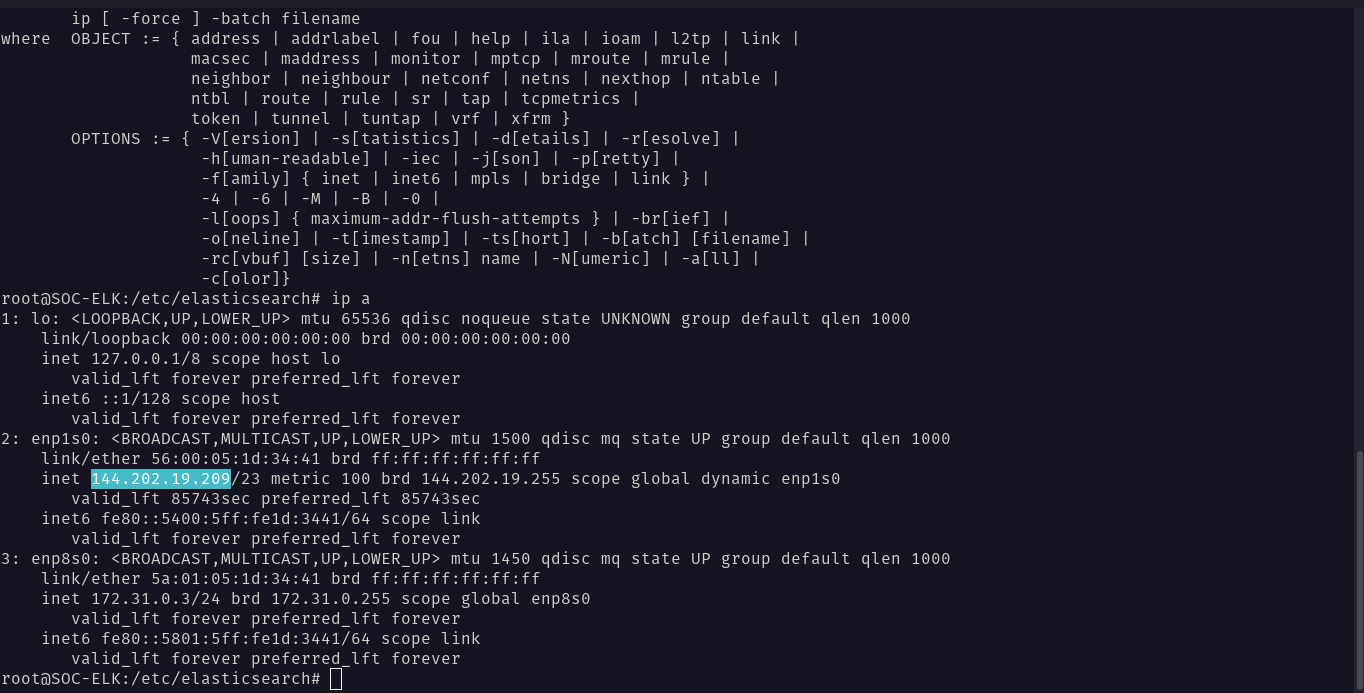 ip [ -force ] -batch filename
where  OBJECT := { address | addrlabel | fou | help | ila | ioam | l2tp | link |
                   macsec | maddress | monitor | mptcp | mroute | mrule |
                   neighbor | neighbour | netconf | netns | nexthop | ntable |
                   ntbl | route | rule | sr | tap | tcpmetrics |
                   token | tunnel | tuntap | vrf | xfrm }
       OPTIONS := { -V[ersion] | -s[tatistics] | -d[etails] | -r[esolve] |
                    -h[uman-readable] | -iec | -j[son] | -p[retty] |
                    -f[amily] { inet | inet6 | mpls | bridge | link } |
                    -4 | -6 | -M | -B | -0 |
                    -l[oops] { maximum-addr-flush-attempts } | -br[ief] |
                    -o[neline] | -t[imestamp] | -ts[hort] | -b[atch] [filename] |
                    -rc[vbuf] [size] | -n[etns] name | -N[umeric] | -a[ll] |
                    -c[olor]}
root@SOC-ELK:/etc/elasticsearch# ip a
1: lo: <LOOPBACK,UP,LOWER_UP> mtu 65536 qdisc noqueue state UNKNOWN group default qlen 1000
    link/loopback 00:00:00:00:00:00 brd 00:00:00:00:00:00
    inet 127.0.0.1/8 scope host lo
       valid_lft forever preferred_lft forever
    inet6 ::1/128 scope host
       valid_lft forever preferred_lft forever
2: enp1s0: <BROADCAST,MULTICAST,UP,LOWER_UP> mtu 1500 qdisc mq state UP group default qlen 1000
    link/ether 56:00:05:1d:34:41 brd ff:ff:ff:ff:ff:ff
    inet 144.202.19.209/23 metric 100 brd 144.202.19.255 scope global dynamic enp1s0
       valid_lft 85743sec preferred_lft 85743sec
    inet6 fe80::5400:5ff:fe1d:3441/64 scope link
       valid_lft forever preferred_lft forever
3: enp8s0: <BROADCAST,MULTICAST,UP,LOWER_UP> mtu 1450 qdisc mq state UP group default qlen 1000
    link/ether 5a:01:05:1d:34:41 brd ff:ff:ff:ff:ff:ff
    inet 172.31.0.3/24 brd 172.31.0.255 scope global enp8s0
       valid_lft forever preferred_lft forever
    inet6 fe80::5801:5ff:fe1d:3441/64 scope link
       valid_lft forever preferred_lft forever
root@SOC-ELK:/etc/elasticsearch#